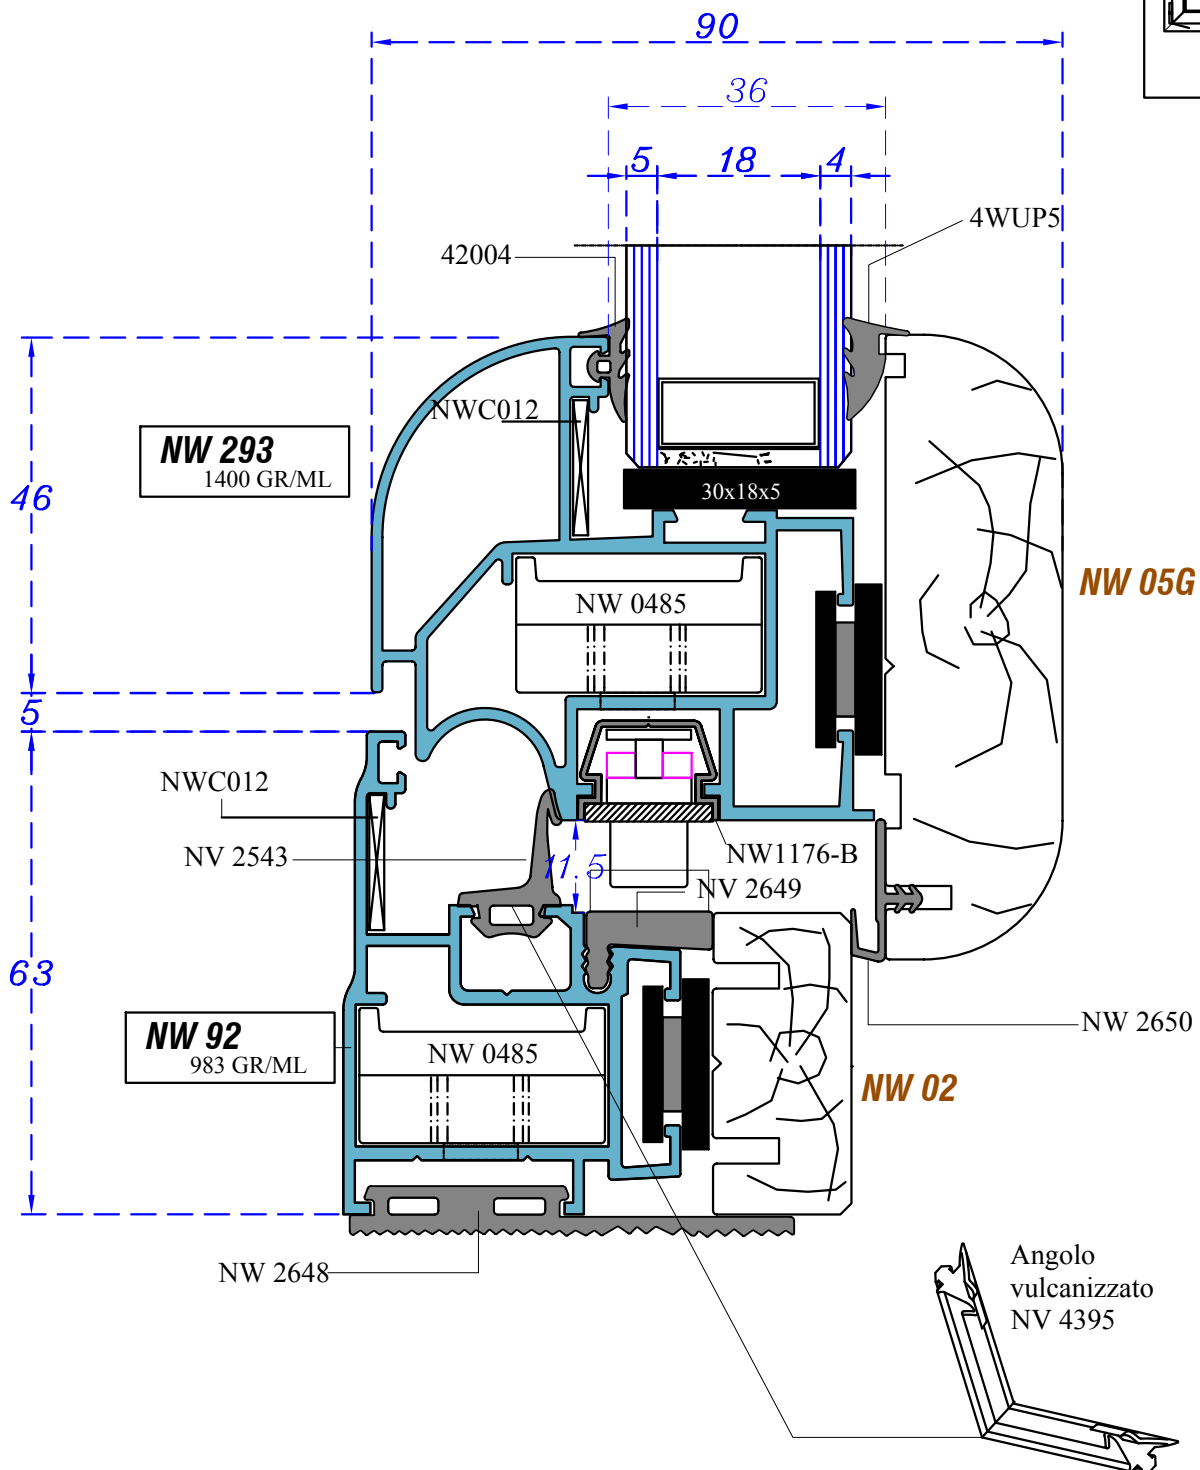 90
36
5
18
4
4WUP5
42004
NWC012
NW 293
1400 GR/ML
46
30x18x5
NW 05G
NW 0485
5
NWC012
NV 2543
11.5
NW1176-B
NV 2649
63
NW 92
983 GR/ML
NW 0485
NW 2650
NW 02
NW 2648
Angolo
vulcanizzato
NV 4395